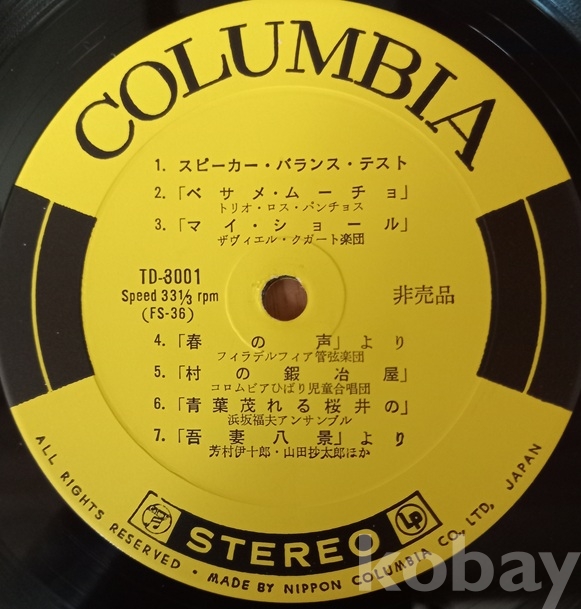 COLUMBIA
1. スピーカー・バランス・テスト
2. 「ベサメ・ムーチョ」
トリオ・ロス・パンチョス
3. 「マイ・ショール」
ザヴィエル・クガート楽団
TD-3001
Speed 33 1/3 rpm
(FS-36)
非売品
4. 「春の声」より
フィラデルフィア管弦楽団
5. 「村の鍛冶屋」
コロムビアひばり児童合唱団
6. 「青葉茂れる桜井の」
浜坂福夫アンサンブル
7. 「吾妻八景」より
芳村伊十郎・山田抄太郎ほか
STEREO
LP
ALL RIGHTS RESERVED • MADE BY NIPPON COLUMBIA CO., LTD. JAPAN
kobay